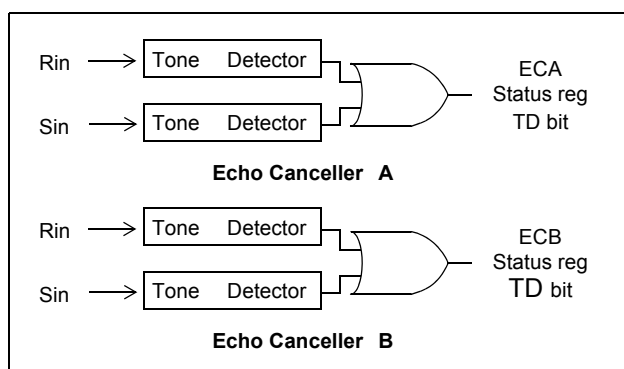 Rin
Tone Detector
Sin
Tone Detector
ECA
Status reg
TD bit
Echo Canceller A
Rin
Tone Detector
Sin
Tone Detector
ECB
Status reg
TD bit
Echo Canceller B